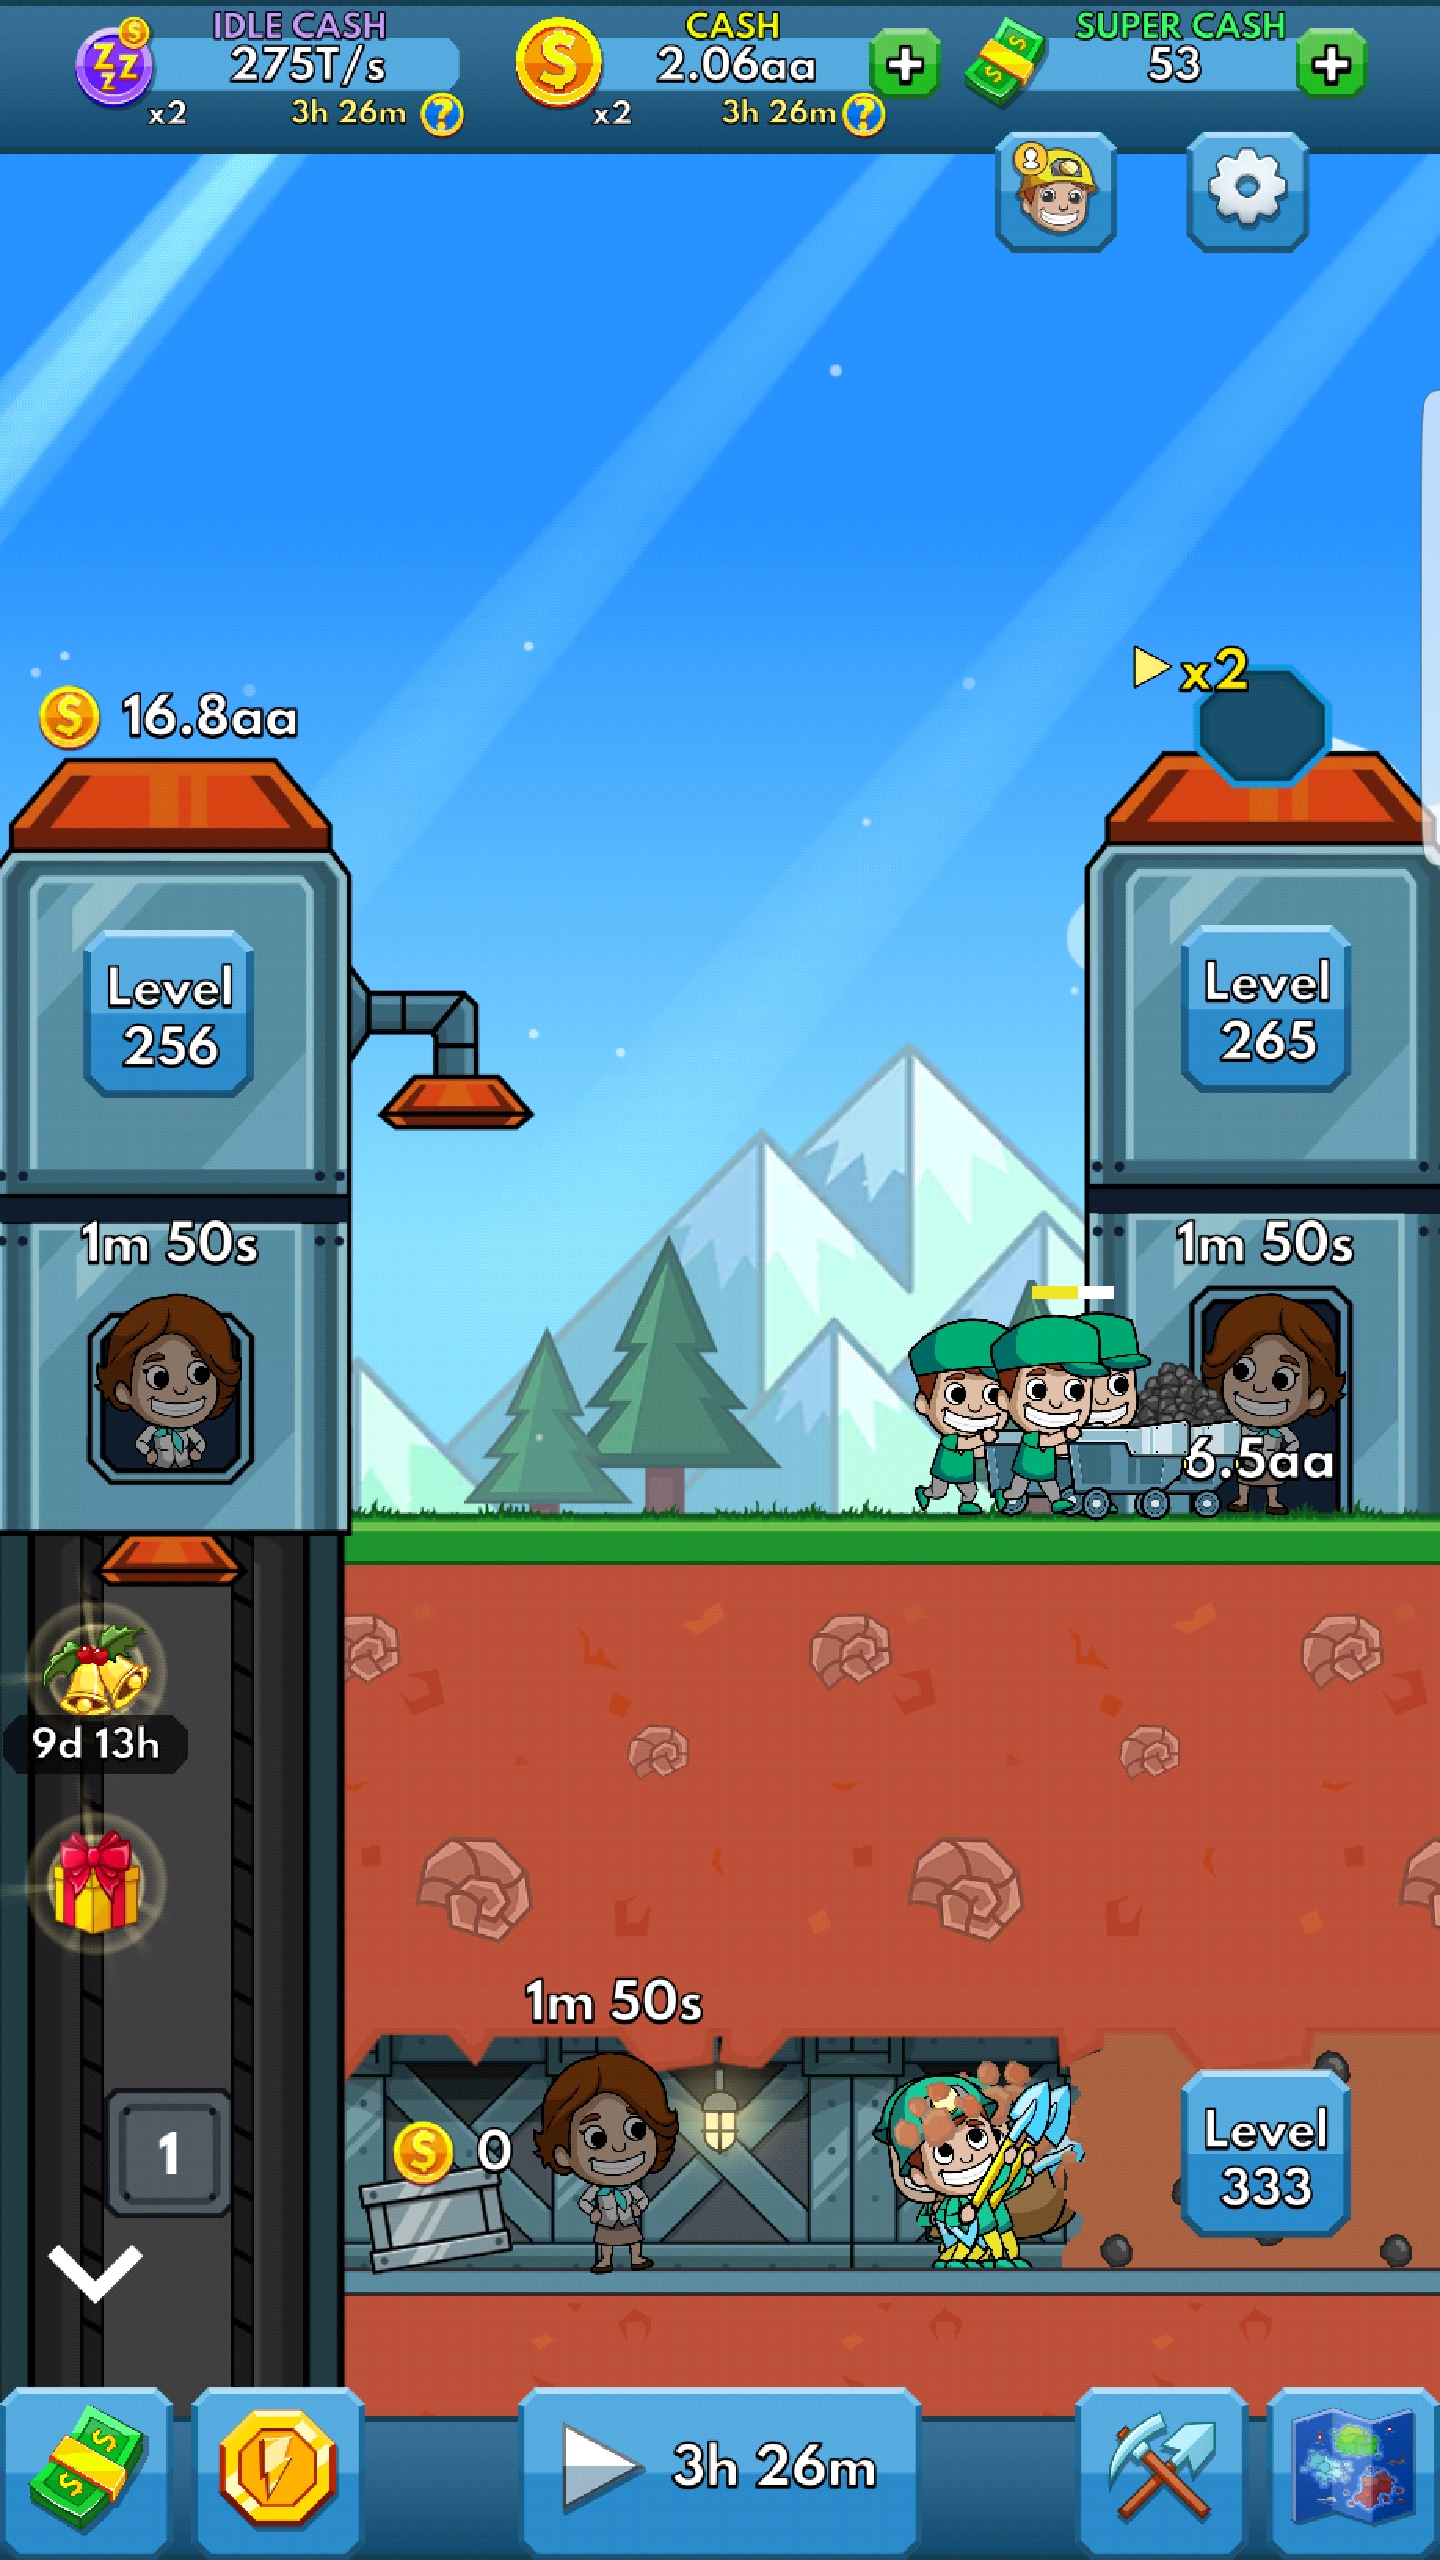 IDLE CASH
275T/s
x2
3h 26m
?
CASH
2.06aa
x2
3h 26m
?
SUPER CASH
53
x2
16.8aa
Level
256
Level
265
1m 50s
1m 50s
6.5aa
9d 13h
1m 50s
1
0
Level
333
3h 26m